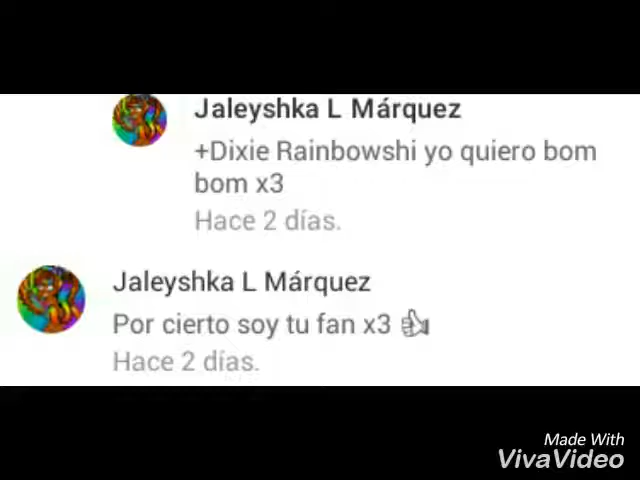 Jaleyshka L Márquez
+Dixie Rainbowshi yo quiero bom
bom x3
Hace 2 días.
Jaleyshka L Márquez
Por cierto soy tu fan x3 👍
Hace 2 días.
Made With
VivaVideo